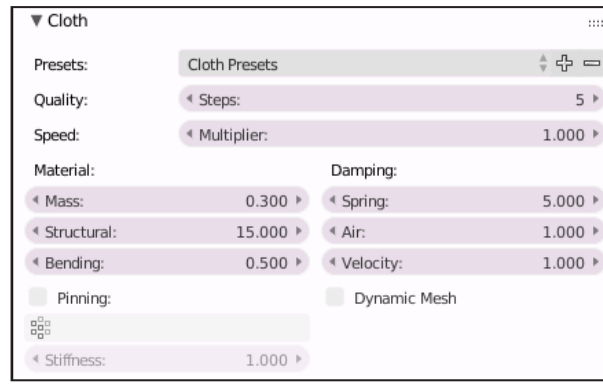 Cloth
Presets: Cloth Presets
Quality: Steps: 5
Speed: Multiplier: 1.000
Material: Damping:
Mass: 0.300 Spring: 5.000
Structural: 15.000 Air: 1.000
Bending: 0.500 Velocity: 1.000
Pinning: Dynamic Mesh
Stiffness: 1.000